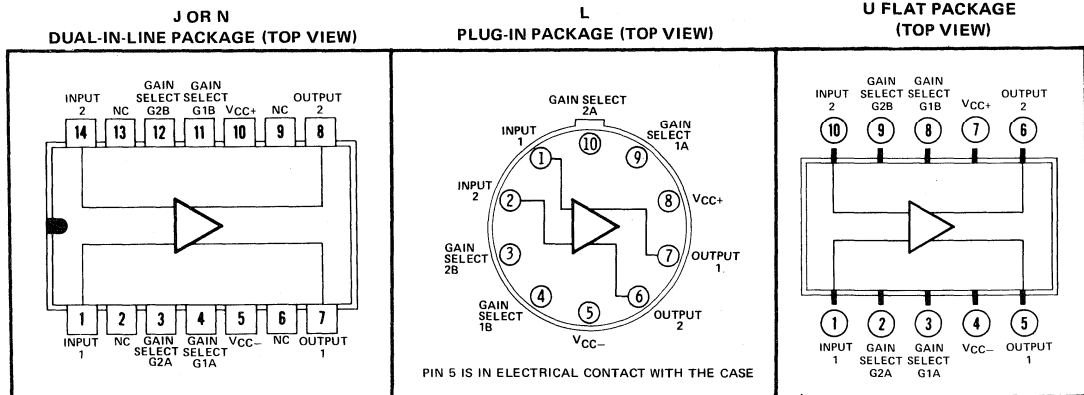 J OR N
DUAL-IN-LINE PACKAGE (TOP VIEW)
INPUT
2
NC
GAIN
SELECT
G2B
GAIN
SELECT
G1B
VCC+
NC
OUTPUT
2
14
13
12
11
10
9
8
1
2
3
4
5
6
7
INPUT
1
NC
GAIN
SELECT
G2A
GAIN
SELECT
G1A
VCC−
NC
OUTPUT
1
L
PLUG-IN PACKAGE (TOP VIEW)
GAIN SELECT
2A
INPUT
1
GAIN
SELECT
1A
10
1
9
INPUT
2
2
8
VCC+
GAIN
SELECT
2B
3
7
OUTPUT
1
4
6
GAIN
SELECT
1B
5
OUTPUT
2
VCC−
PIN 5 IS IN ELECTRICAL CONTACT WITH THE CASE
U FLAT PACKAGE
(TOP VIEW)
INPUT
2
GAIN
SELECT
G2B
GAIN
SELECT
G1B
VCC+
OUTPUT
2
10
9
8
7
6
1
2
3
4
5
INPUT
1
GAIN
SELECT
G2A
GAIN
SELECT
G1A
VCC−
OUTPUT
1